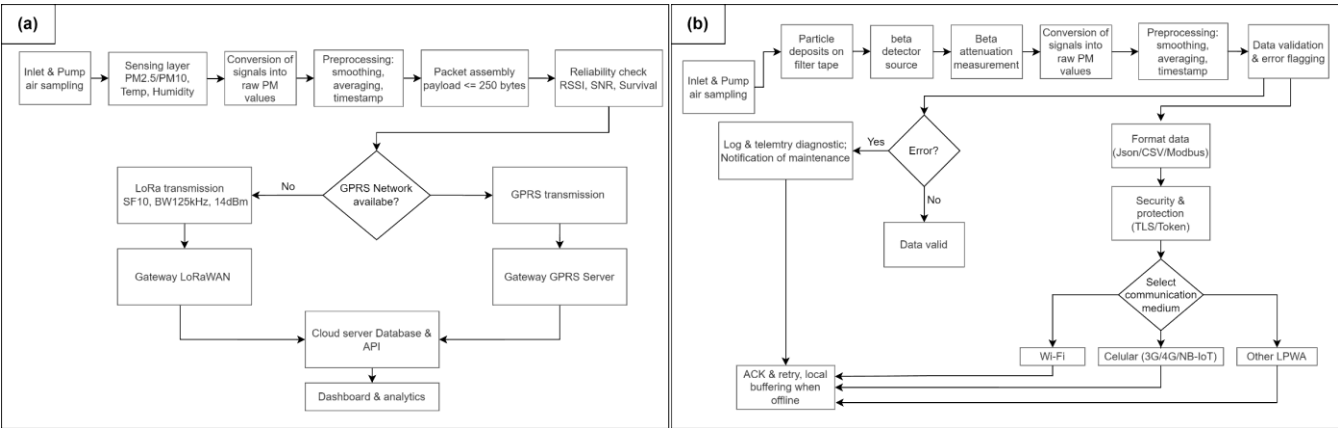 (a)
Inlet & Pump
air sampling
Sensing layer
PM2.5/PM10,
Temp, Humidity
Conversion of
signals into
raw PM
values
Preprocessing:
smoothing,
averaging,
timestamp
Packet assembly
payload <= 250 bytes
Reliability check
RSSI, SNR, Survival
GPRS Network
availabe?
No
LoRa transmission
SF10, BW125kHz, 14dBm
GPRS transmission
Gateway LoRaWAN
Gateway GPRS Server
Cloud server Database &
API
Dashboard & analytics
(b)
Inlet & Pump
air sampling
Particle
deposits on
filter tape
beta
detector
source
Beta
attenuation
measurement
Conversion of
signals into raw
PM values
Preprocessing:
smoothing,
averaging,
timestamp
Data validation
& error flagging
Error?
Yes
Log & telemtry diagnostic;
Notification of maintenance
No
Data valid
Format data
(Json/CSV/Modbus)
Security &
protection
(TLS/Token)
Select
communication
medium
Wi-Fi
Celular (3G/4G/NB-IoT)
Other LPWA
ACK & retry, local
buffering when
offline